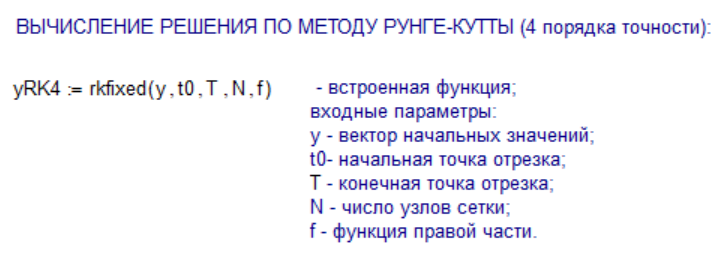 ВЫЧИСЛЕНИЕ РЕШЕНИЯ ПО МЕТОДУ РУНГЕ-КУТТЫ (4 порядка точности):
yRK4 := rkfixed(y,t0,T,N,f) - встроенная функция;
входные параметры:
y - вектор начальных значений;
t0- начальная точка отрезка;
T - конечная точка отрезка;
N - число узлов сетки;
f - функция правой части.